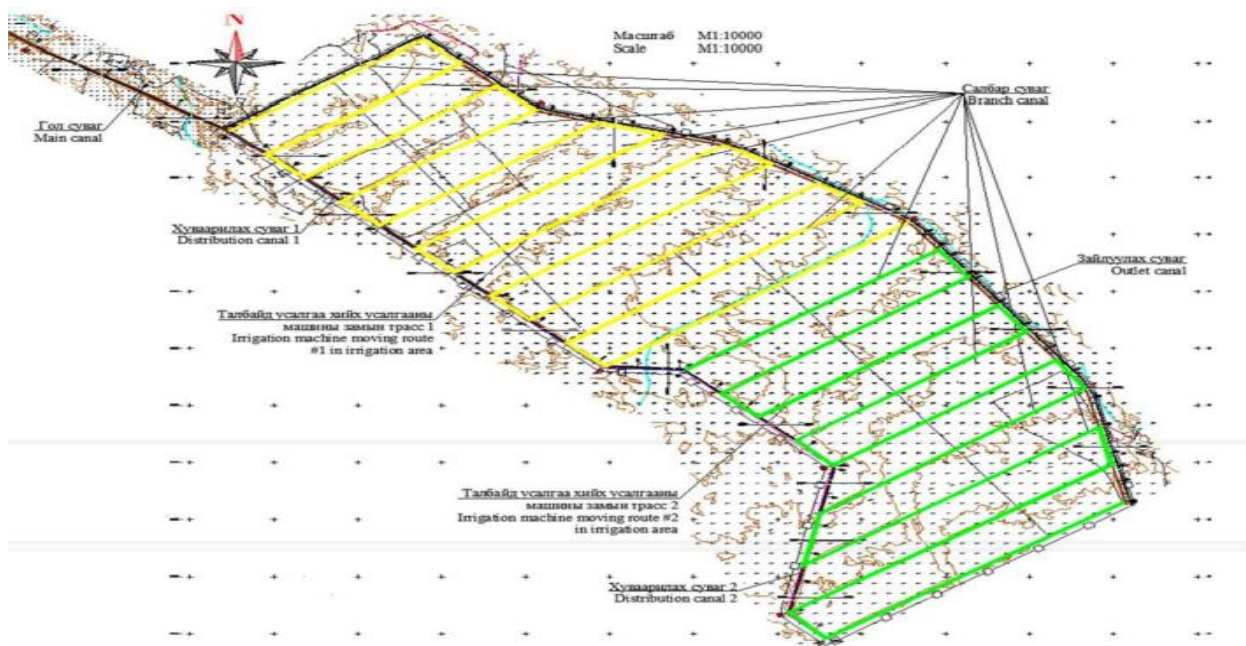 N
Масштаб M1:10000
Scale M1:10000
Салбар суваг
Branch canal
Гол суваг
Main canal
Хуваарилах суваг 1
Distribution canal 1
Зайлуулах суваг
Outlet canal
Талбайд усалгаа хийх усалгааны
машины замын трасс 1
Irrigation machine moving route
#1 in irrigation area
Талбайд усалгаа хийх усалгааны
машины замын трасс 2
Irrigation machine moving route #2
in irrigation area
Хуваарилах суваг 2
Distribution canal 2